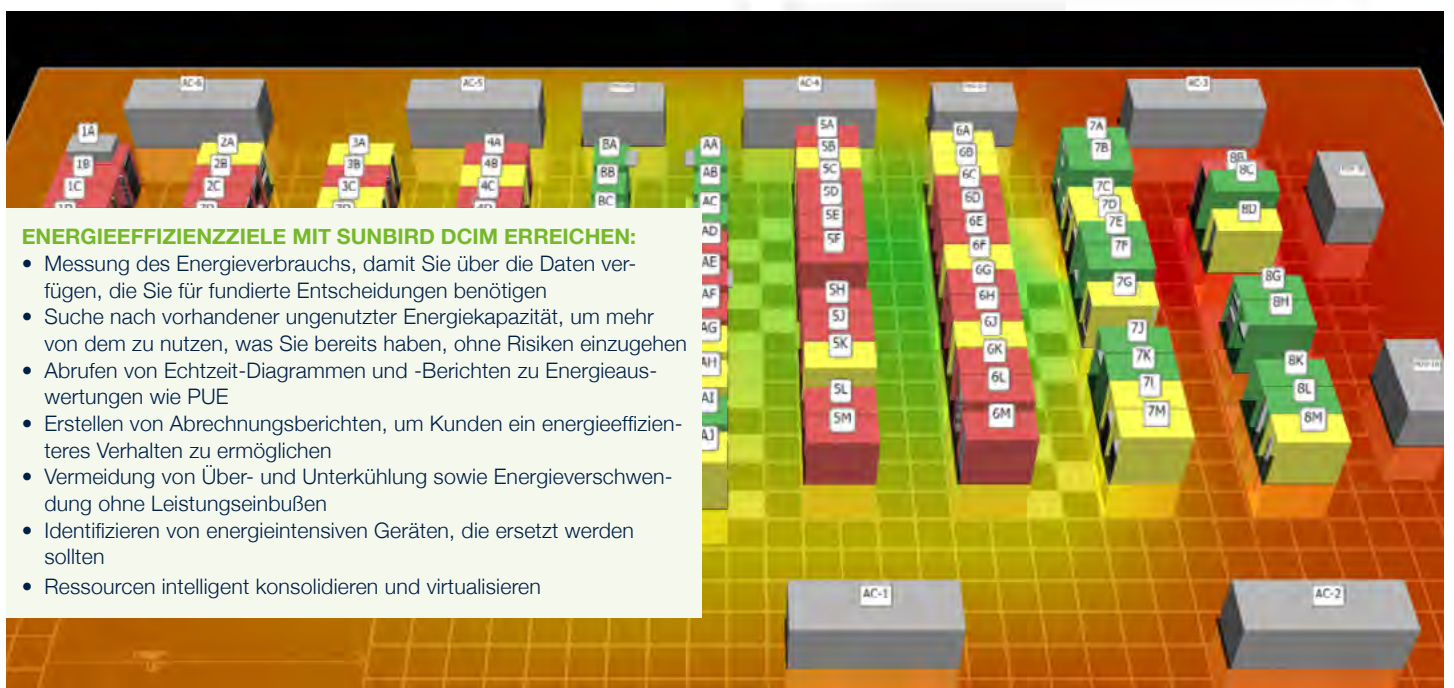 AC-6
AC-5
AC-4
AC-3
1A
1B
1C
2A
2B
2C
3A
3B
3C
4A
4B
4C
BA
BB
BC
AA
AB
AC
AD
AE
AF
AG
AH
AI
AJ
5A
5B
5C
5D
5E
5F
5H
5J
5K
5L
5M
6A
6B
6C
6D
6E
6F
6G
6H
6J
6K
6L
6M
7A
7B
7C
7D
7E
7F
7G
7J
7K
7M
8B
8C
8D
8G
8H
8K
8L
8M
ENERGIEEFFIZIENZZIELE MIT SUNBIRD DCIM ERREICHEN:
• Messung des Energieverbrauchs, damit Sie über die Daten ver-
fügen, die Sie für fundierte Entscheidungen benötigen
• Suche nach vorhandener ungenutzter Energiekapazität, um mehr
von dem zu nutzen, was Sie bereits haben, ohne Risiken einzugehen
• Abrufen von Echtzeit-Diagrammen und -Berichten zu Energieaus-
wertungen wie PUE
• Erstellen von Abrechnungsberichten, um Kunden ein energieeffizien-
teres Verhalten zu ermöglichen
• Vermeidung von Über- und Unterkühlung sowie Energieverschwen-
dung ohne Leistungseinbußen
• Identifizieren von energieintensiven Geräten, die ersetzt werden
sollten
• Ressourcen intelligent konsolidieren und virtualisieren
AC-1
AC-2